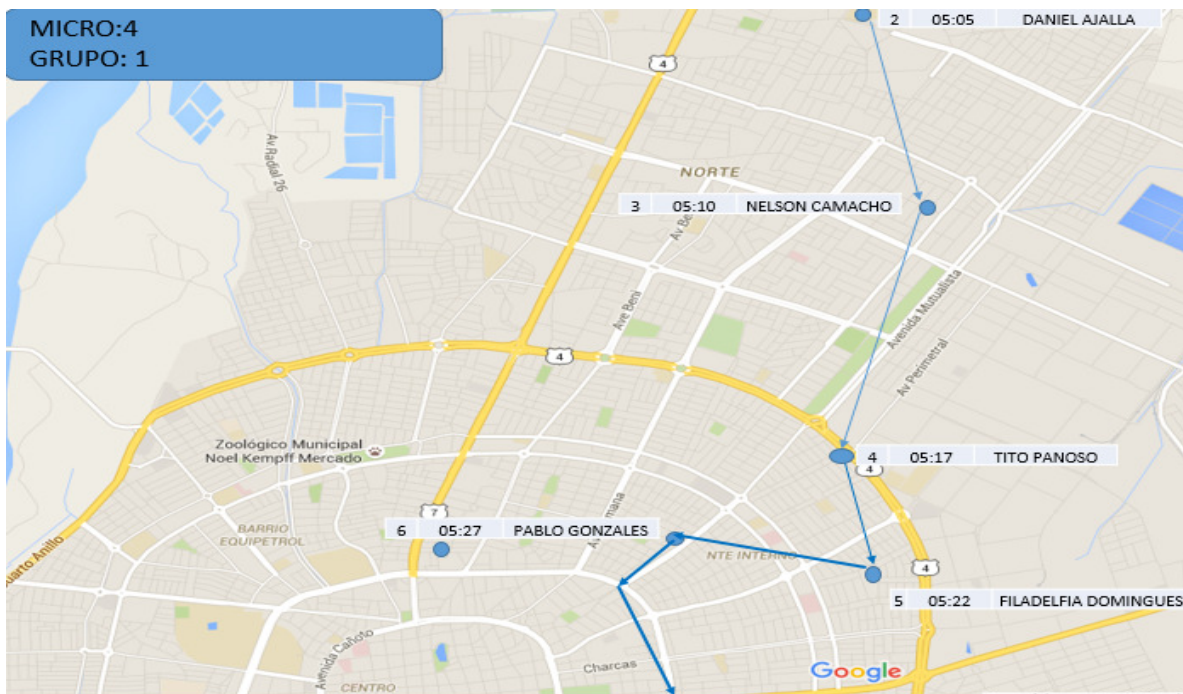 MICRO:4
GRUPO: 1
2 05:05 DANIEL AJALLA
4
Av.Radial 26
NORTE
3 05:10 NELSON CAMACHO
Av Be
Ave Beni
Avenida Mutualista
Av Perimetral
4
Zoológico Municipal
Noel Kempff Mercado
4 05:17 TITO PANOSO
4
7
6 05:27 PABLO GONZALES
BARRIO
EQUIPETROL
NTE INTERNO
4
uarto Anillo
5 05:22 FILADELFIA DOMINGUES
Avenida Cañoto
Charcas
Google
CENTRO